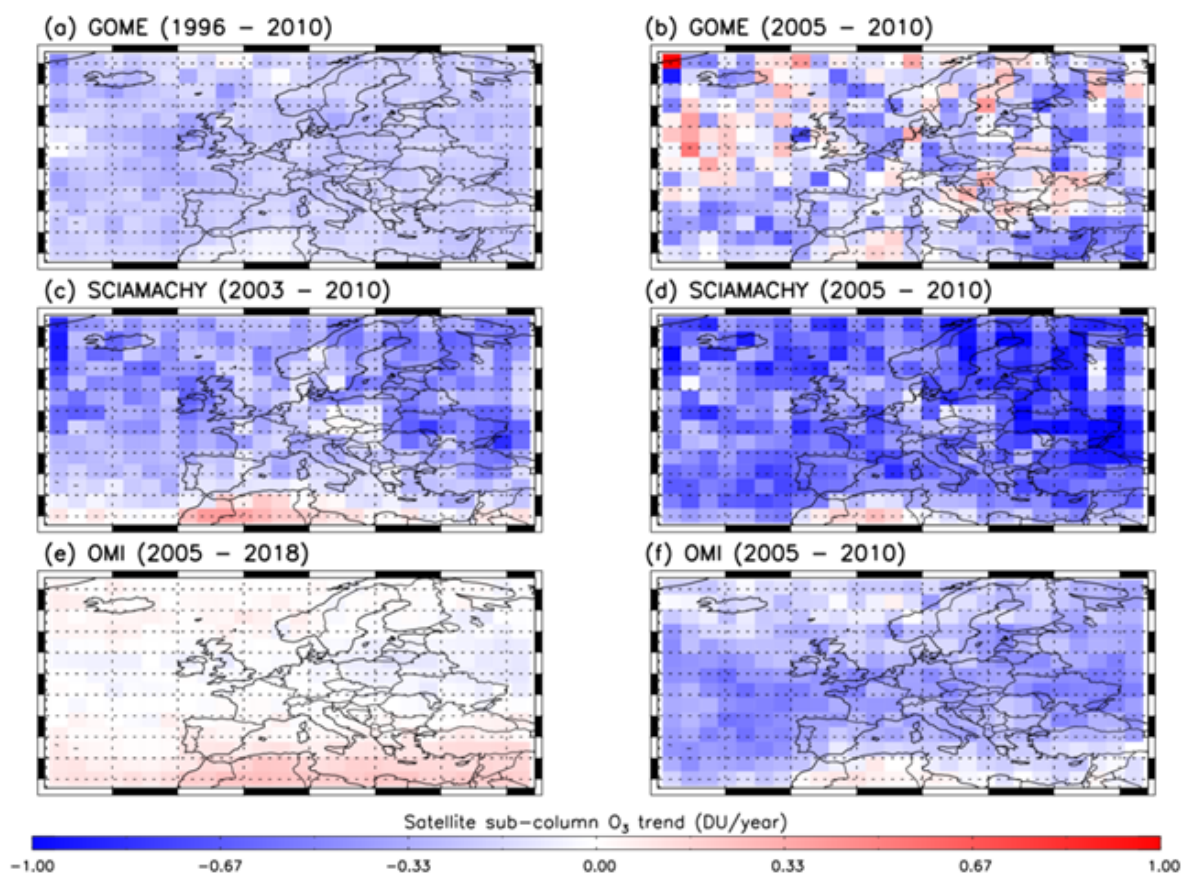 (a) GOME (1996 – 2010)
(b) GOME (2005 – 2010)
(c) SCIAMACHY (2003 – 2010)
(d) SCIAMACHY (2005 – 2010)
(e) OMI (2005 – 2018)
(f) OMI (2005 – 2010)
Satellite sub-column O₃ trend (DU/year)
-1.00 -0.67 -0.33 0.00 0.33 0.67 1.00